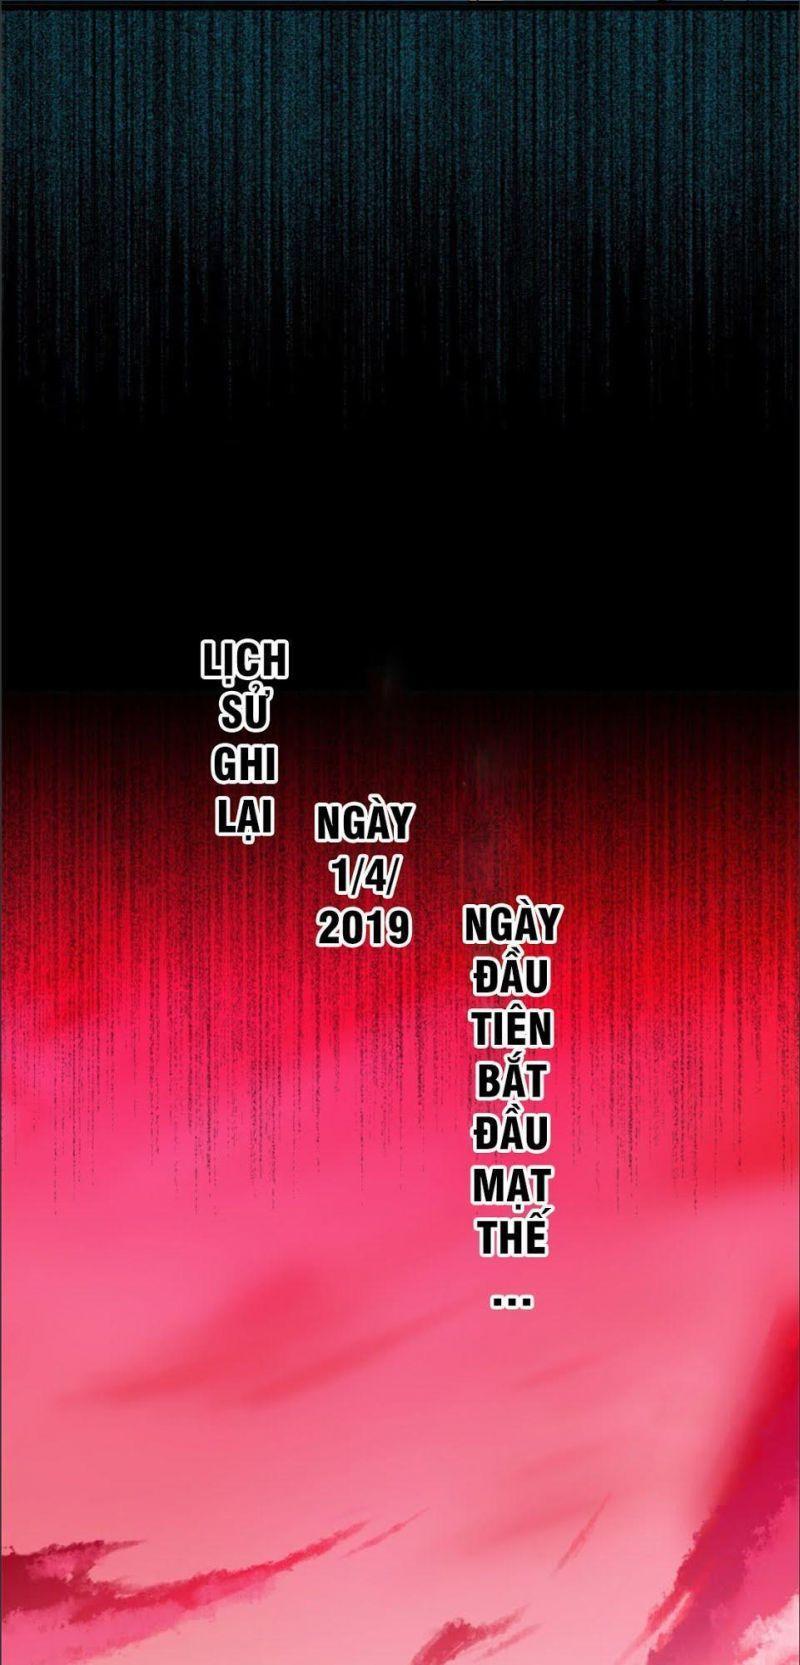 LỊCH
SỬ
GHI
LẠI
NGÀY
1/4/
2019
NGÀY
ĐẦU
TIÊN
BẮT
ĐẦU
MẠT
THẾ
...